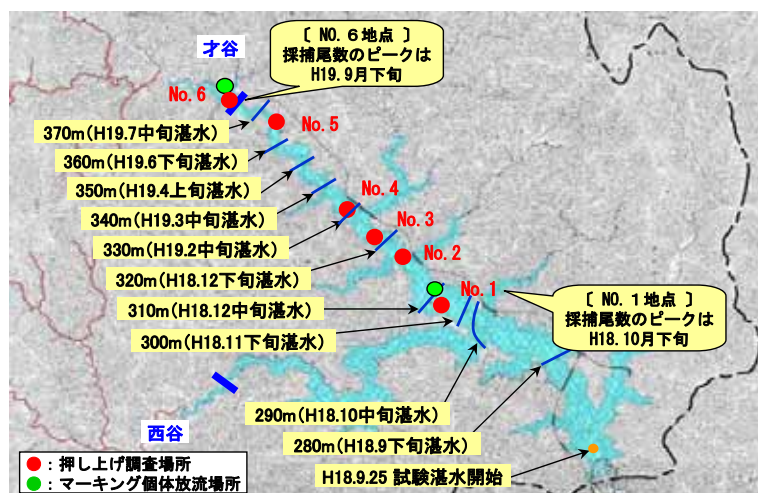 才谷
〔 NO．６地点 〕
採捕尾数のピークは
H19.9月下旬
No. 6
No. 5
370m(H19.7中旬湛水)
360m(H19.6下旬湛水)
350m(H19.4上旬湛水)
No. 4
340m(H19.3中旬湛水)
No. 3
330m(H19.2中旬湛水)
No. 2
320m(H18.12下旬湛水)
No. 1
310m(H18.12中旬湛水)
〔 NO．１地点 〕
採捕尾数のピークは
H18.10月下旬
300m(H18.11下旬湛水)
290m(H18.10中旬湛水)
西谷
280m(H18.9下旬湛水)
H18.9.25 試験湛水開始
：押し上げ調査場所
：マーキング個体放流場所